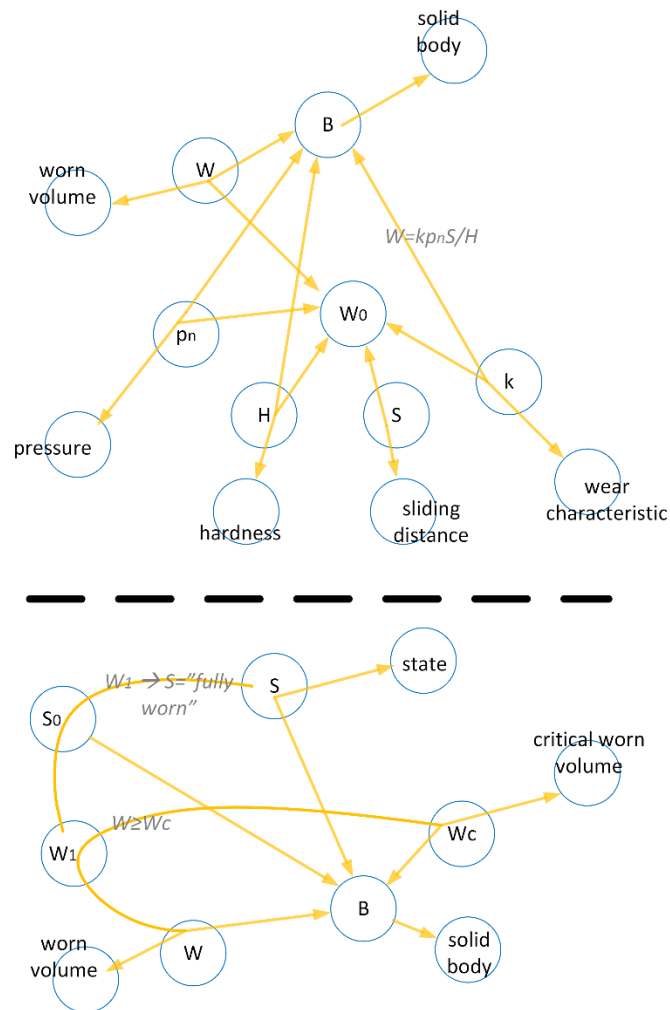 solid
body
B
W
worn
volume
W=kpnS/H
W0
pn
k
H
S
pressure
wear
characteristic
hardness
sliding
distance
S
state
W1 → S="fully
worn"
S0
critical worn
volume
W≥Wc
Wc
W1
B
worn
volume
W
solid
body